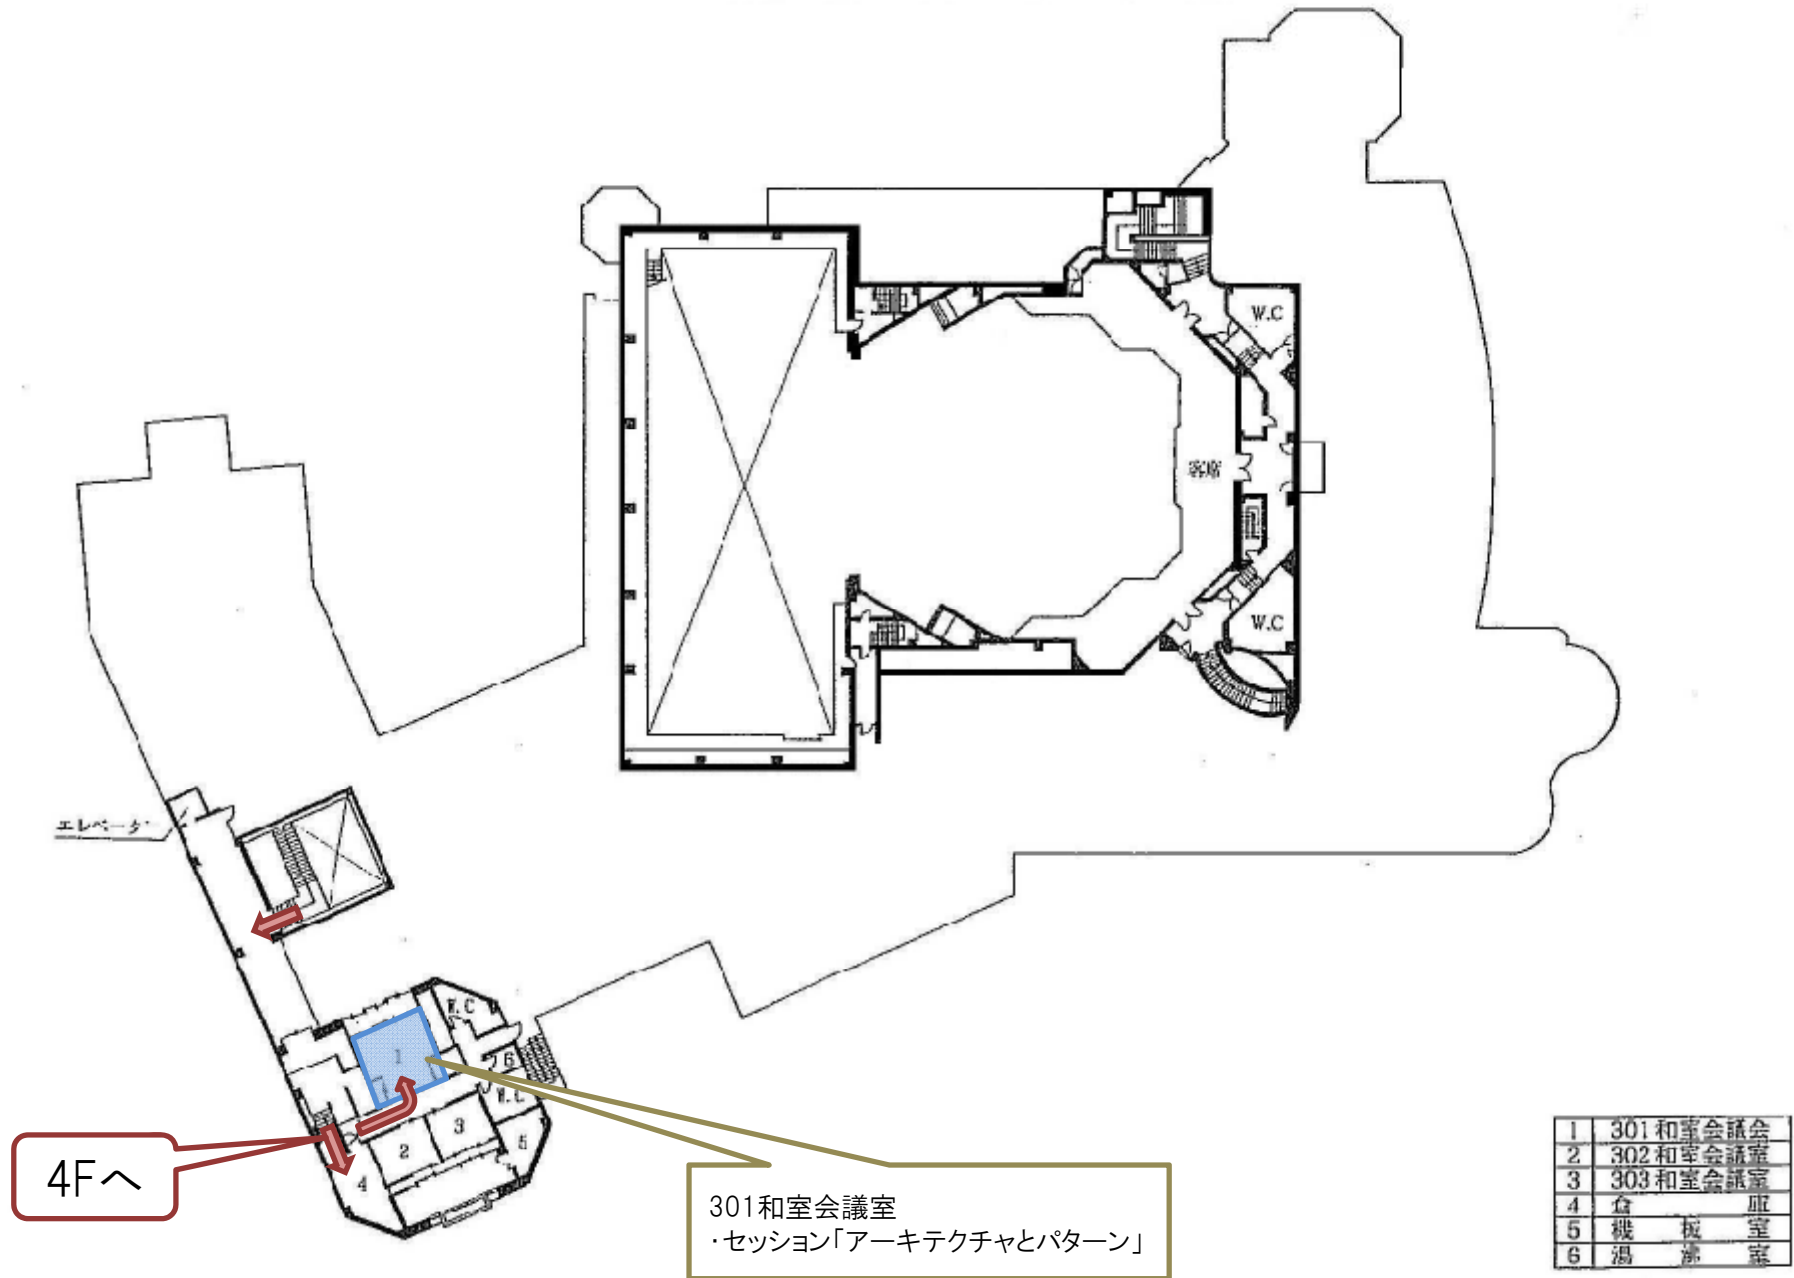 W.C
客席
W.C
エレベータ
W.C
1
6
W.C
3
2
5
4
4Fへ
301和室会議室
・セッション「アーキテクチャとパターン」
1 301和室会議会
2 302和室会議室
3 303和室会議室
4 倉庫
5 機械室
6 湯沸室